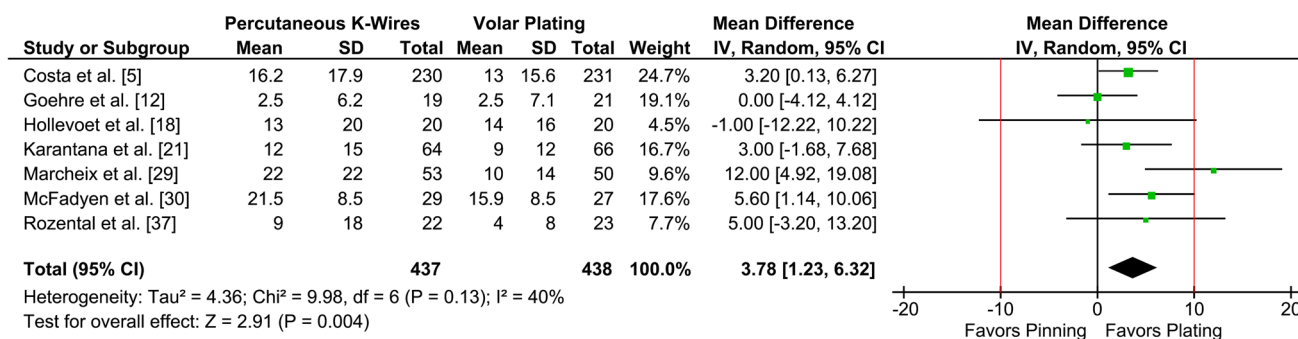 Percutaneous K-Wires Volar Plating Mean Difference Mean Difference
Study or Subgroup Mean SD Total Mean SD Total Weight IV, Random, 95% CI IV, Random, 95% CI
Costa et al. [5] 16.2 17.9 230 13 15.6 231 24.7% 3.20 [0.13, 6.27]
Goehre et al. [12] 2.5 6.2 19 2.5 7.1 21 19.1% 0.00 [-4.12, 4.12]
Hollevoet et al. [18] 13 20 20 14 16 20 4.5% -1.00 [-12.22, 10.22]
Karantana et al. [21] 12 15 64 9 12 66 16.7% 3.00 [-1.68, 7.68]
Marcheix et al. [29] 22 22 53 10 14 50 9.6% 12.00 [4.92, 19.08]
McFadyen et al. [30] 21.5 8.5 29 15.9 8.5 27 17.6% 5.60 [1.14, 10.06]
Rozental et al. [37] 9 18 22 4 8 23 7.7% 5.00 [-3.20, 13.20]
Total (95% CI) 437 438 100.0% 3.78 [1.23, 6.32]
Heterogeneity: Tau² = 4.36; Chi² = 9.98, df = 6 (P = 0.13); I² = 40%
Test for overall effect: Z = 2.91 (P = 0.004)
-20 -10 0 10 20
Favors Pinning Favors Plating